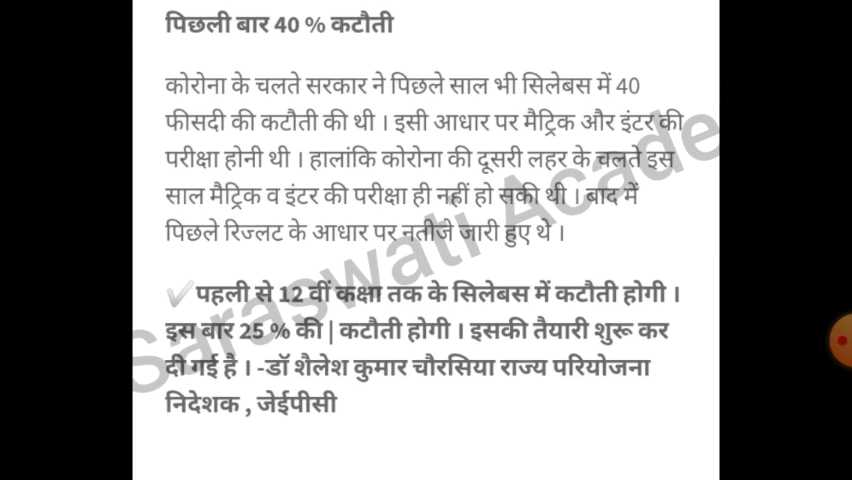 पिछली बार 40 % कटौती
कोरोना के चलते सरकार ने पिछले साल भी सिलेबस में 40
फीसदी की कटौती की थी । इसी आधार पर मैट्रिक और इंटर की
परीक्षा होनी थी । हालांकि कोरोना की दूसरी लहर के चलते इस
साल मैट्रिक व इंटर की परीक्षा ही नहीं हो सकी थी । बाद में
पिछले रिज्लट के आधार पर नतीजे जारी हुए थे ।
✔️पहली से 12 वीं कक्षा तक के सिलेबस में कटौती होगी ।
इस बार 25 % की | कटौती होगी । इसकी तैयारी शुरू कर
दी गई है । -डॉ शैलेश कुमार चौरसिया राज्य परियोजना
निदेशक , जेईपीसी
Saraswati Acade